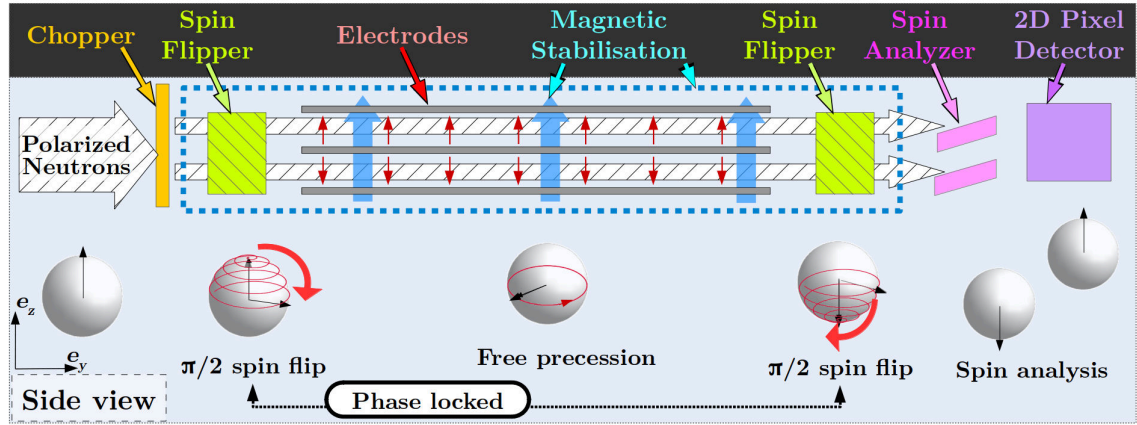 Chopper
Spin
Flipper
Electrodes
Magnetic
Stabilisation
Spin
Flipper
Spin
Analyzer
2D Pixel
Detector
Polarized
Neutrons
e_z
e_y
π/2 spin flip
Free precession
π/2 spin flip
Spin analysis
Side view
Phase locked